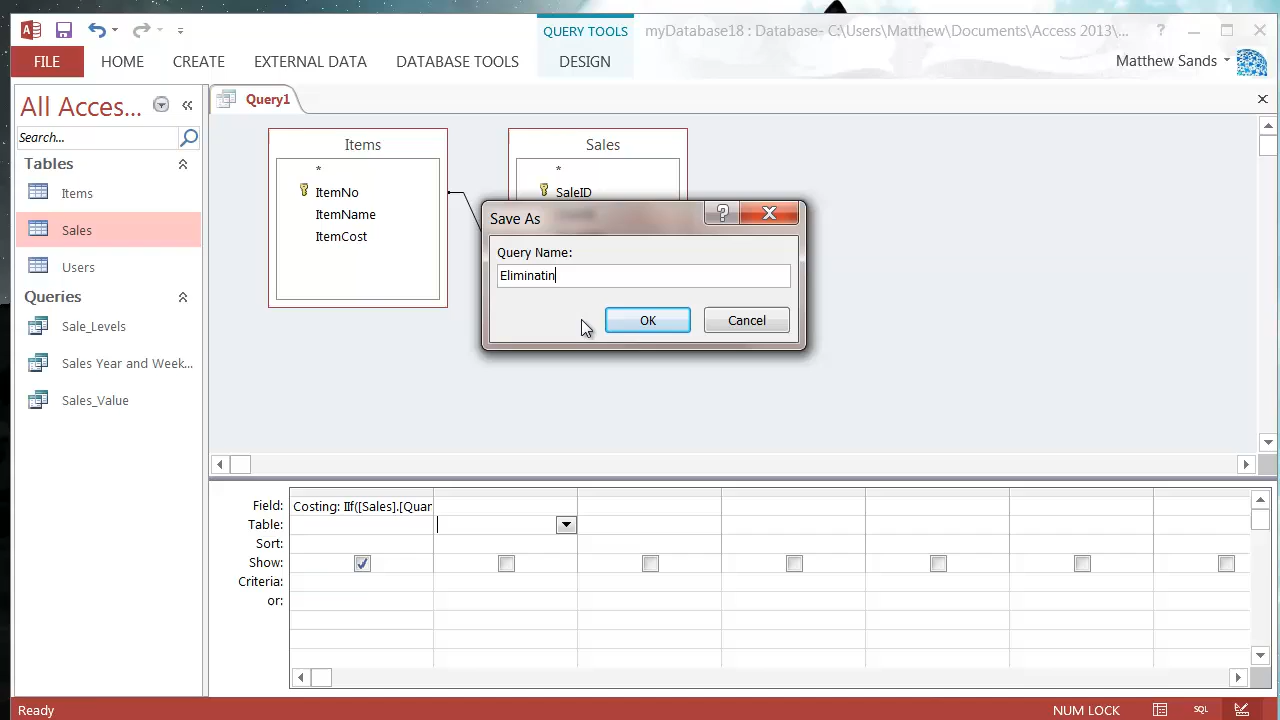 QUERY TOOLS
myDatabase18 : Database- C:\Users\Matthew\Documents\Access 2013\...
?
FILE
HOME
CREATE
EXTERNAL DATA
DATABASE TOOLS
DESIGN
Matthew Sands
All Acces...
Search...
Tables
Items
Sales
Users
Queries
Sale_Levels
Sales Year and Week...
Sales_Value
Query1
Items
*
ItemNo
ItemName
ItemCost
Sales
*
SaleID
Save As
?
Query Name:
Eliminatin
OK
Cancel
Field: Costing: IIf([Sales].[Quar
Table:
Sort:
Show:
Criteria:
or:
Ready
NUM LOCK
SQL